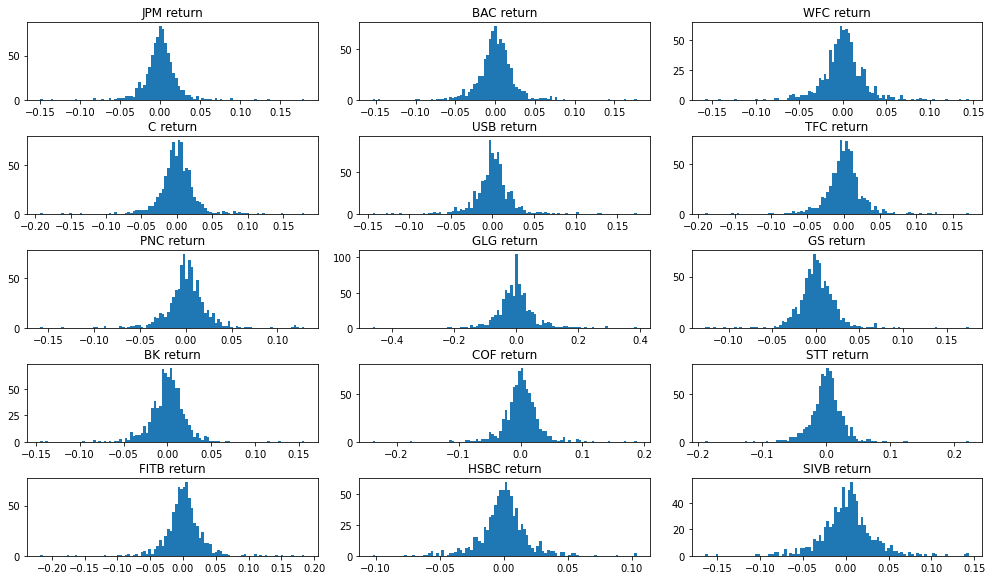 JPM return
BAC return
WFC return
50
0
−0.15 −0.10 −0.05 0.00 0.05 0.10 0.15
50
0
−0.15 −0.10 −0.05 0.00 0.05 0.10 0.15
50
25
0
−0.15 −0.10 −0.05 0.00 0.05 0.10 0.15
C return
USB return
TFC return
50
0
−0.20 −0.15 −0.10 −0.05 0.00 0.05 0.10 0.15
50
0
−0.15 −0.10 −0.05 0.00 0.05 0.10 0.15
50
0
−0.20 −0.15 −0.10 −0.05 0.00 0.05 0.10 0.15
PNC return
GLG return
GS return
50
0
−0.15 −0.10 −0.05 0.00 0.05 0.10
100
50
0
−0.4 −0.2 0.0 0.2 0.4
50
0
−0.10 −0.05 0.00 0.05 0.10 0.15
BK return
COF return
STT return
50
25
0
−0.15 −0.10 −0.05 0.00 0.05 0.10 0.15
50
0
−0.2 −0.1 0.0 0.1 0.2
50
0
−0.2 −0.1 0.0 0.1 0.2
FITB return
HSBC return
SIVB return
50
0
−0.20 −0.15 −0.10 −0.05 0.00 0.05 0.10 0.15 0.20
50
25
0
−0.10 −0.05 0.00 0.05 0.10
40
20
0
−0.15 −0.10 −0.05 0.00 0.05 0.10 0.15